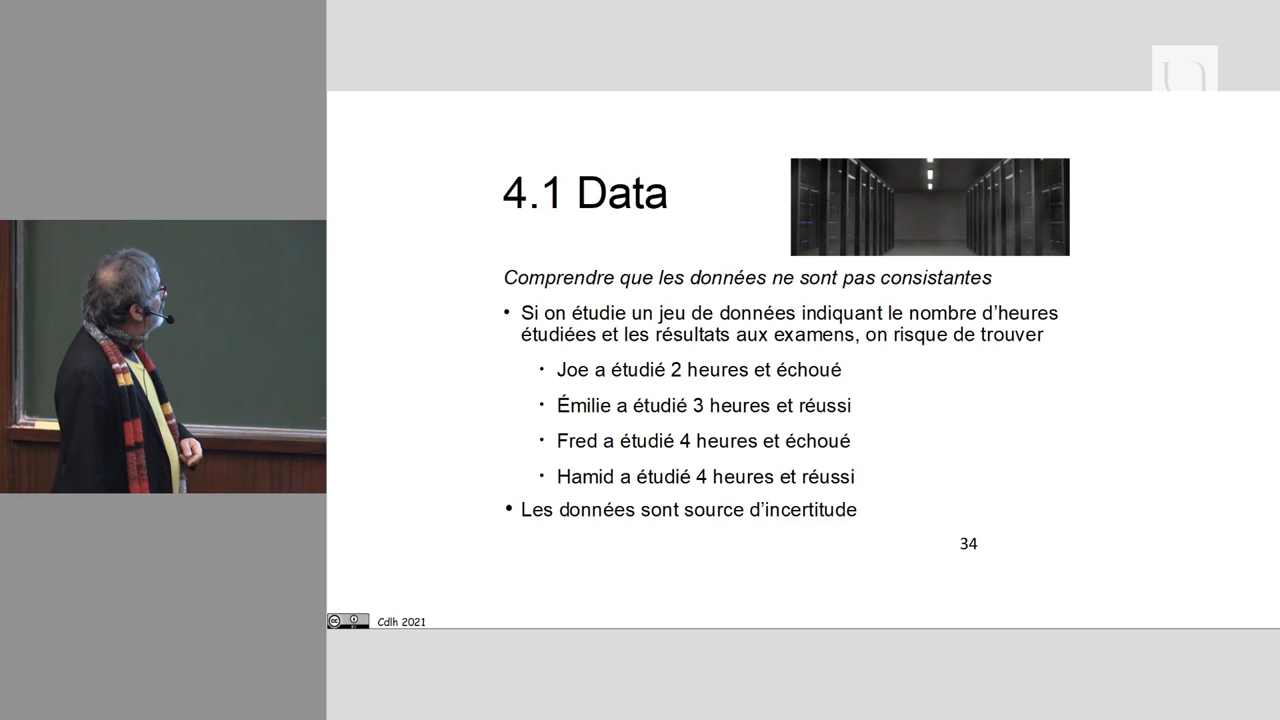 4.1 Data
Comprendre que les données ne sont pas consistantes
• Si on étudie un jeu de données indiquant le nombre d’heures
étudiées et les résultats aux examens, on risque de trouver
• Joe a étudié 2 heures et échoué
• Émilie a étudié 3 heures et réussi
• Fred a étudié 4 heures et échoué
• Hamid a étudié 4 heures et réussi
• Les données sont source d’incertitude
34
cc
Cdlh 2021